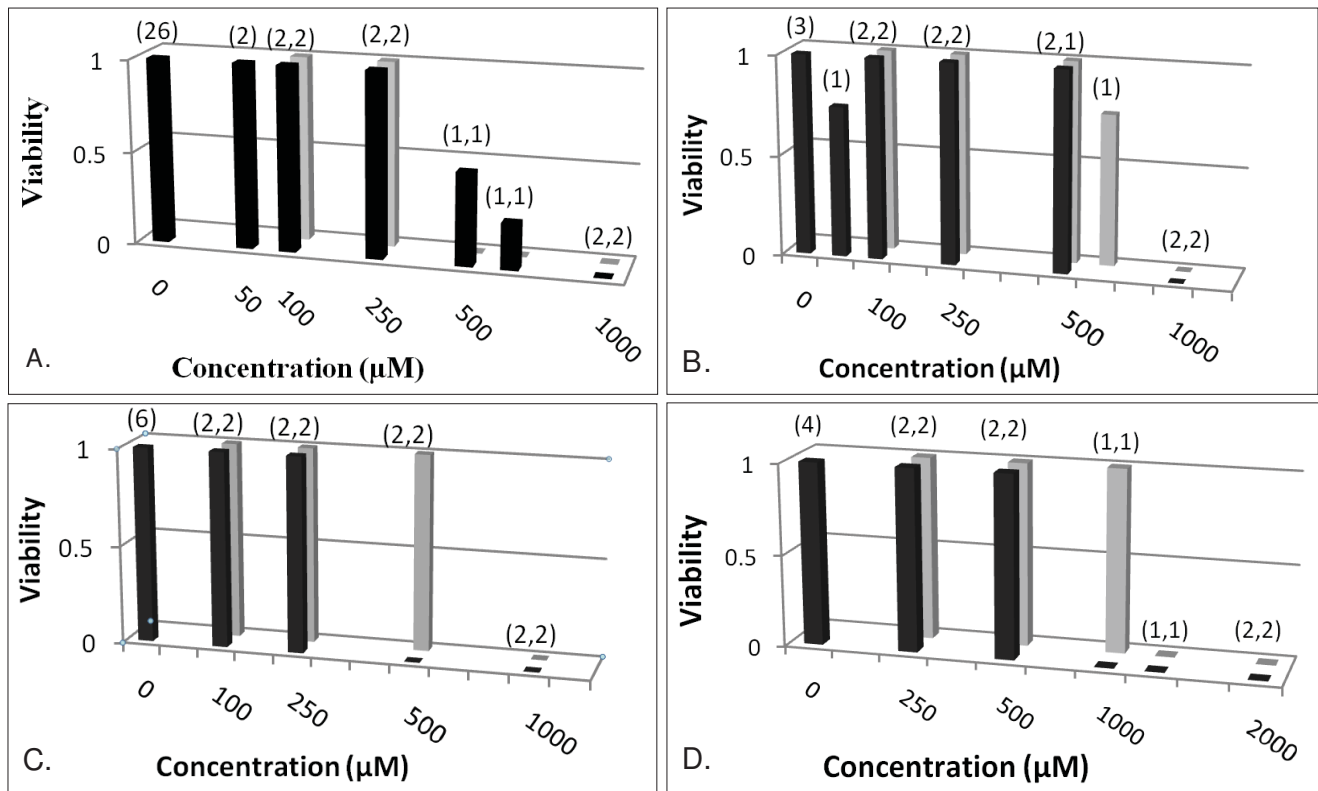 (26) (2) (2,2) (2,2)
1
(1,1)
0.5
(1,1)
(2,2)
0
Viability
0 50 100 250 500 1000
A. Concentration (µM)
(3) (2,2) (2,2) (2,1)
1
(1) (1)
0.5
(2,2)
0
Viability
0 100 250 500 1000
B. Concentration (µM)
(6) (2,2) (2,2) (2,2)
1
0.5
(2,2)
0
Viability
0 100 250 500 1000
C. Concentration (µM)
(4) (2,2) (2,2) (1,1)
1
0.5
(1,1) (2,2)
0
Viability
0 250 500 1000 2000
D. Concentration (µM)